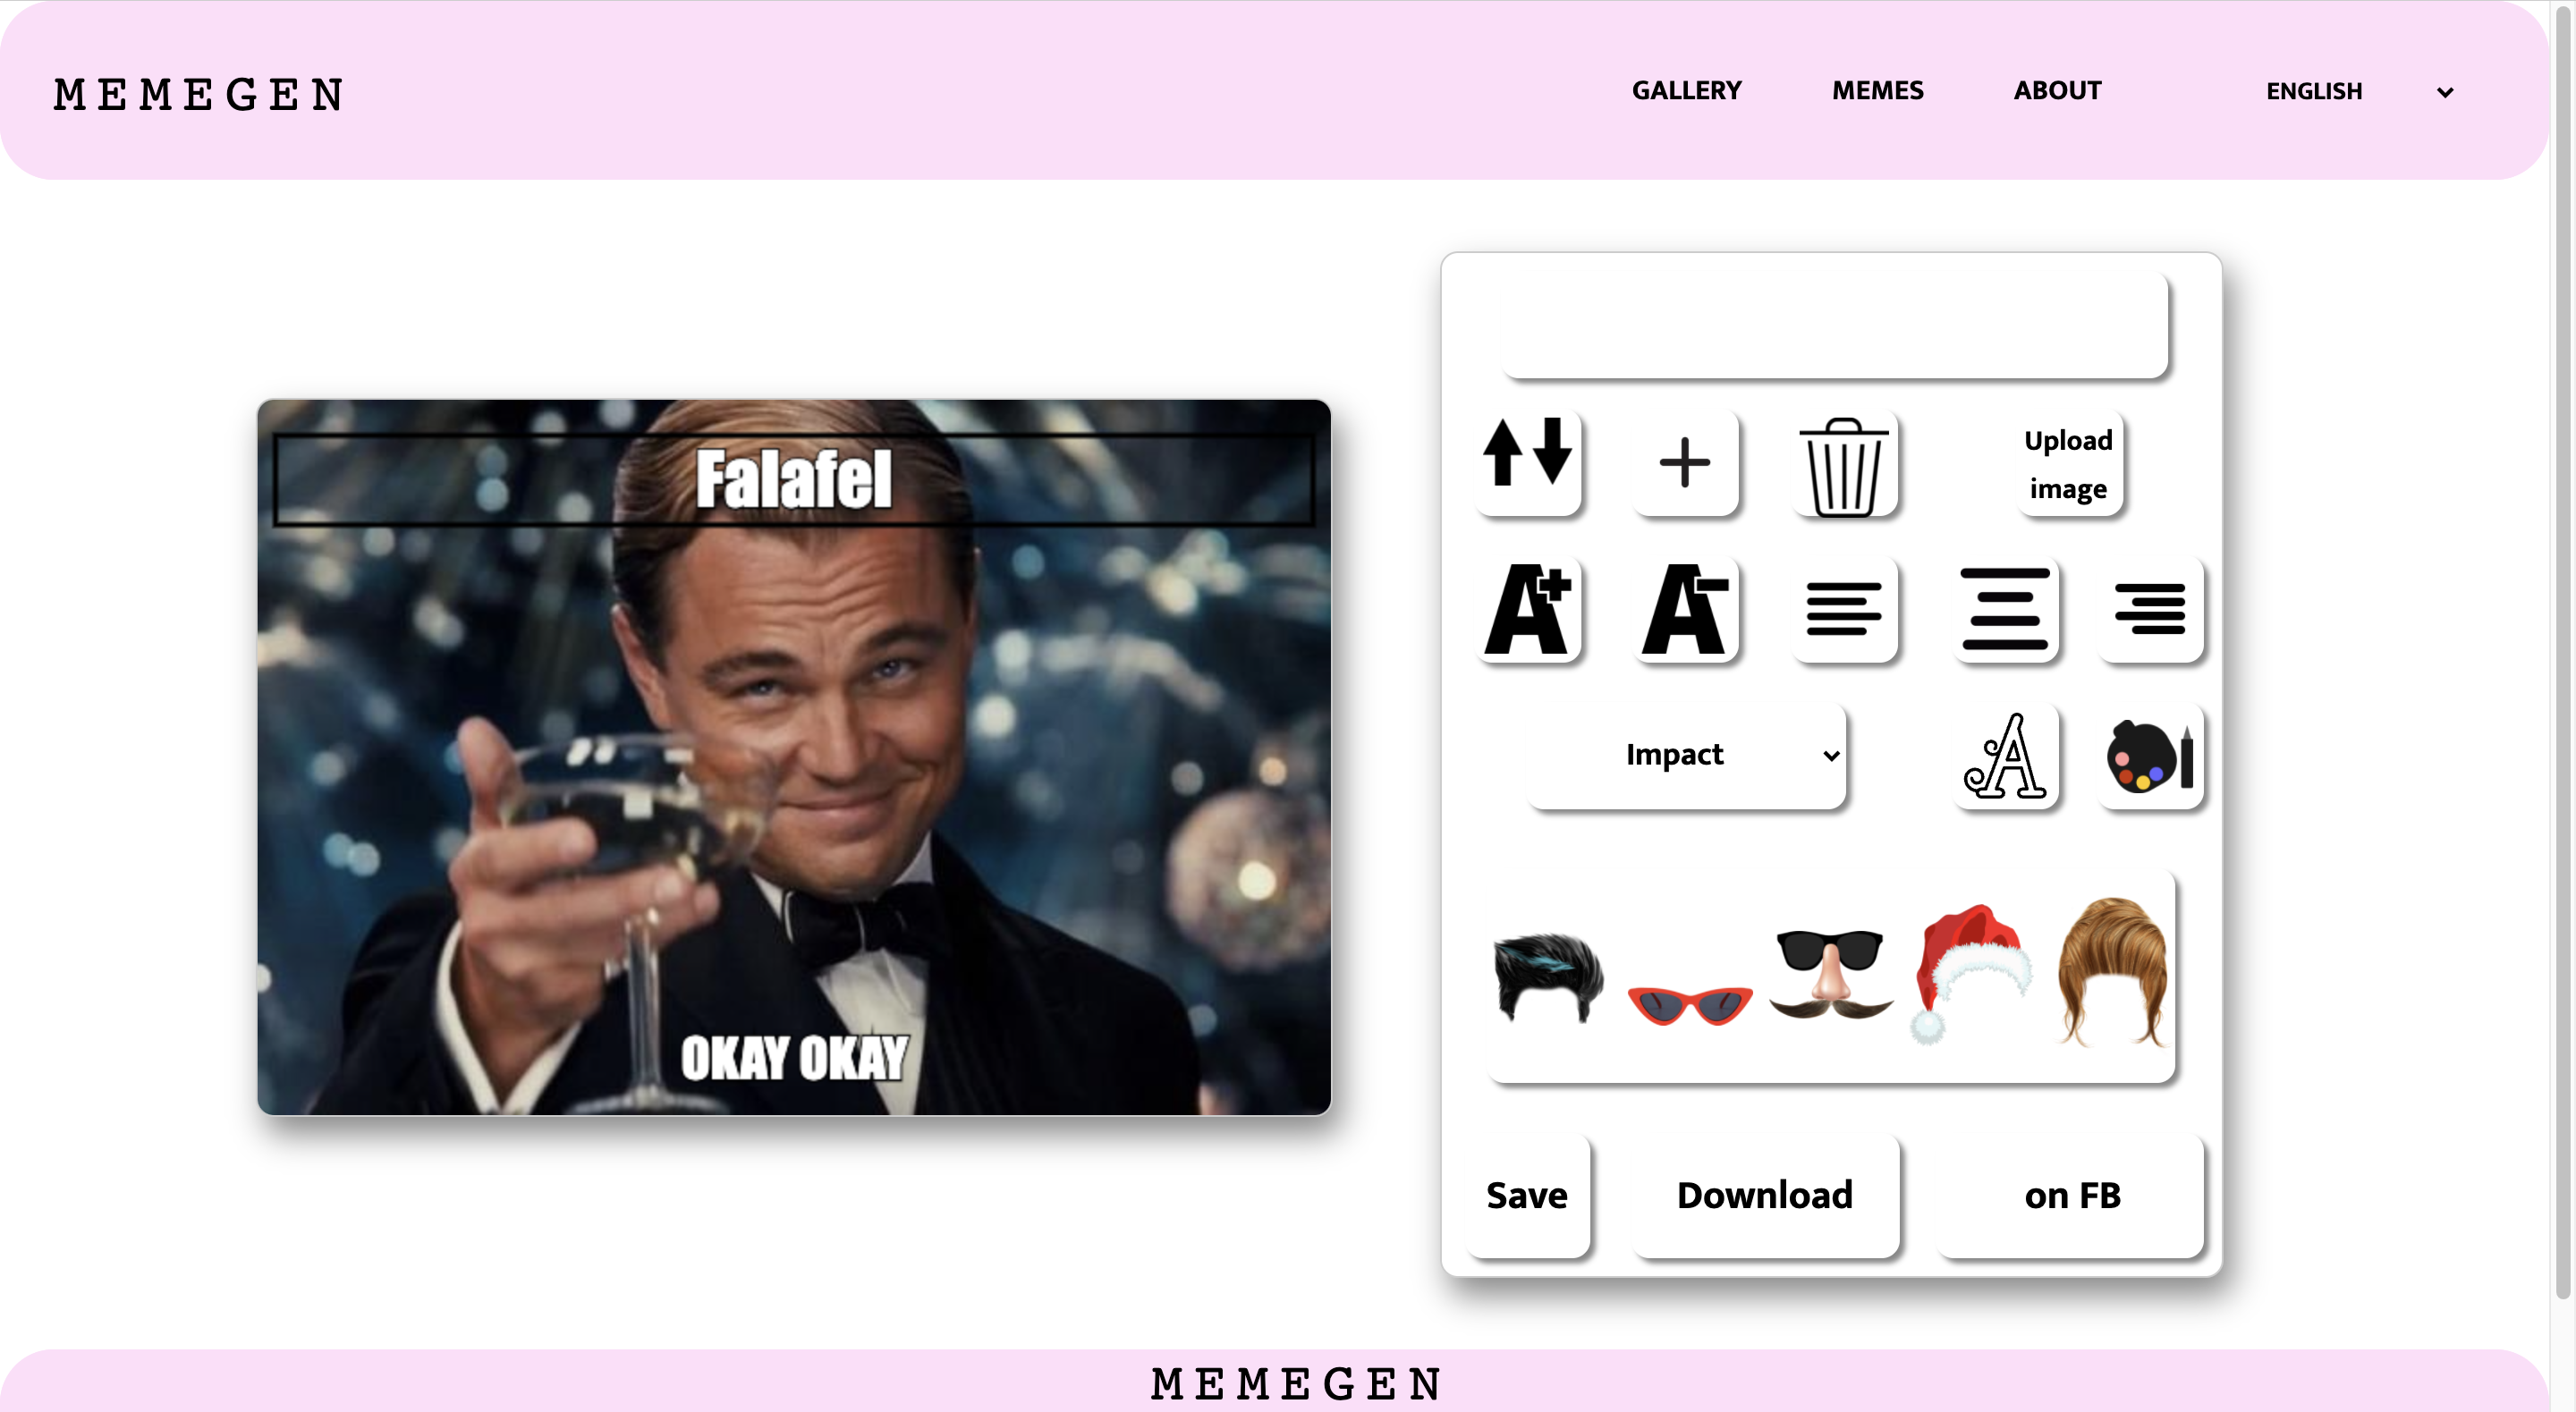 MEMEGEN
GALLERY MEMES ABOUT ENGLISH
Falafel
OKAY OKAY
Upload
image
A+ A-
Impact
A
Save Download on FB
MEMEGEN